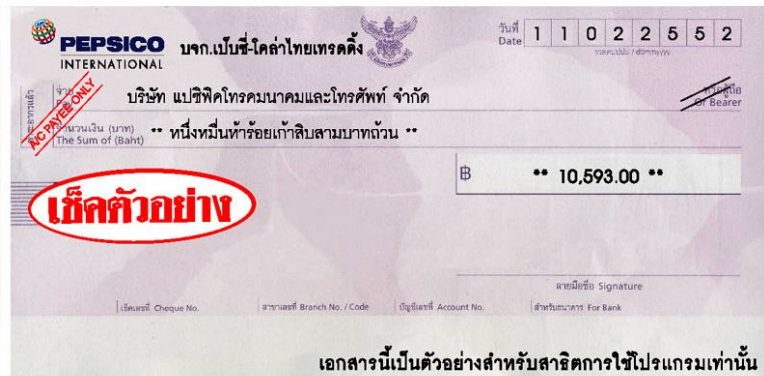 PEPSICO
INTERNATIONAL
บจก.เป็บซี่-โคล่าไทยเทรดดิ้ง
วันที่ 1 1 0 2 2 5 5 2
Date
วดดปปปป / ddmmyyyy
จ่าย บริษัท แปซิฟิคโทรคมนาคมและโทรศัพท์ จำกัด
หรือผู้ถือ
Or Bearer
A/C PAYEE ONLY
จำนวนเงิน (บาท) ** หนึ่งหมื่นห้าร้อยเก้าสิบสามบาทถ้วน **
The Sum of (Baht)
฿ ** 10,593.00 **
เช็คตัวอย่าง
ลายมือชื่อ Signature
เช็คเลขที่ Cheque No. สาขาเลขที่ Branch No. / Code บัญชีเลขที่ Account No. สำหรับธนาคาร For Bank
เอกสารนี้เป็นตัวอย่างสำหรับสาธิตการใช้โปรแกรมเท่านั้น